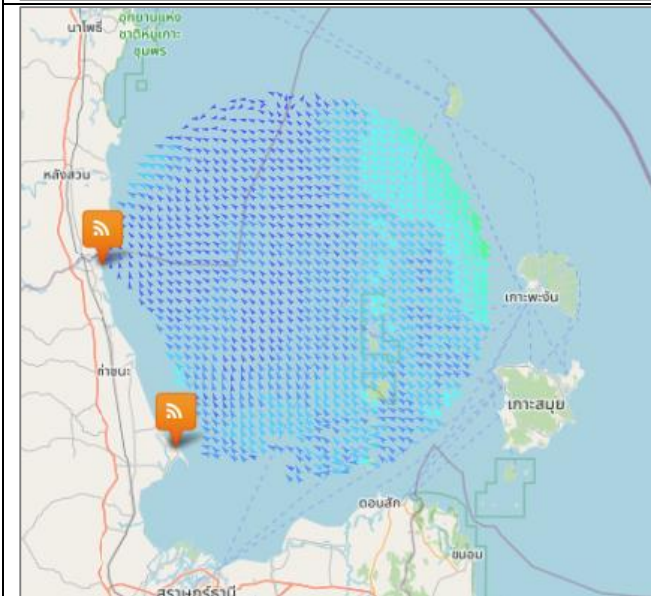 อุทยานแห่ง
ชาติหมู่เกาะ
ชุมพร
นาโพธิ์
หลังสวน
เกาะพะงัน
ท่าชนะ
เกาะสมุย
ดอนสัก
ขนอม
สุราษฎร์ธานี